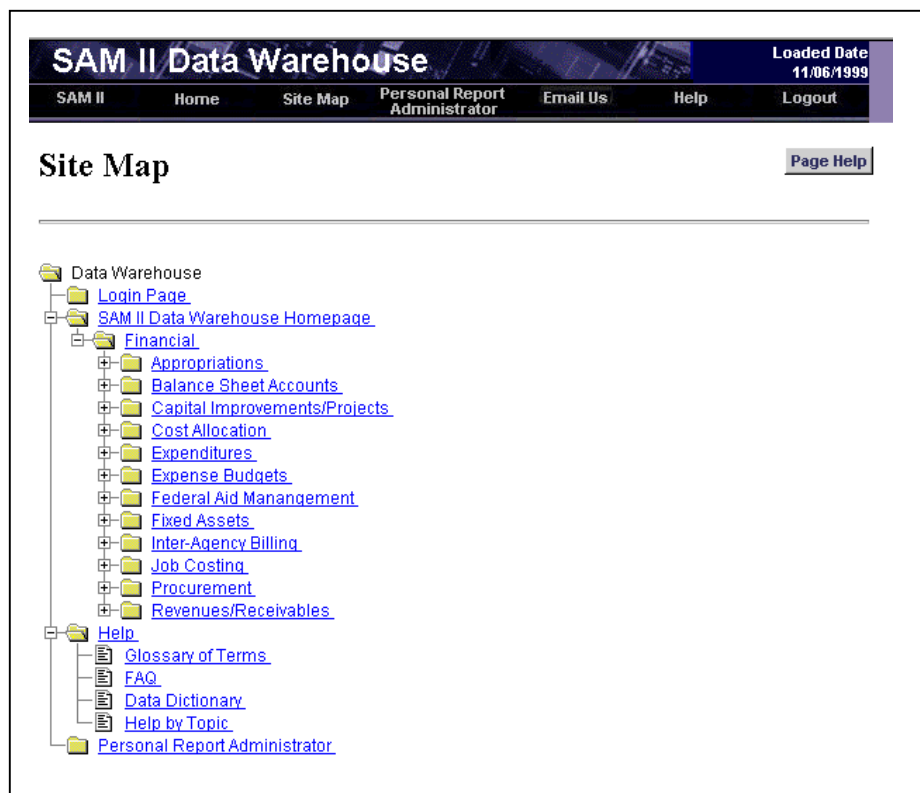 SAM II Data Warehouse
Loaded Date
11/06/1999
SAM II Home Site Map Personal Report Administrator Email Us Help Logout
Site Map
Page Help
Data Warehouse
Login Page
SAM II Data Warehouse Homepage
Financial
Appropriations
Balance Sheet Accounts
Capital Improvements/Projects
Cost Allocation
Expenditures
Expense Budgets
Federal Aid Manangement
Fixed Assets
Inter-Agency Billing
Job Costing
Procurement
Revenues/Receivables
Help
Glossary of Terms
FAQ
Data Dictionary
Help by Topic
Personal Report Administrator